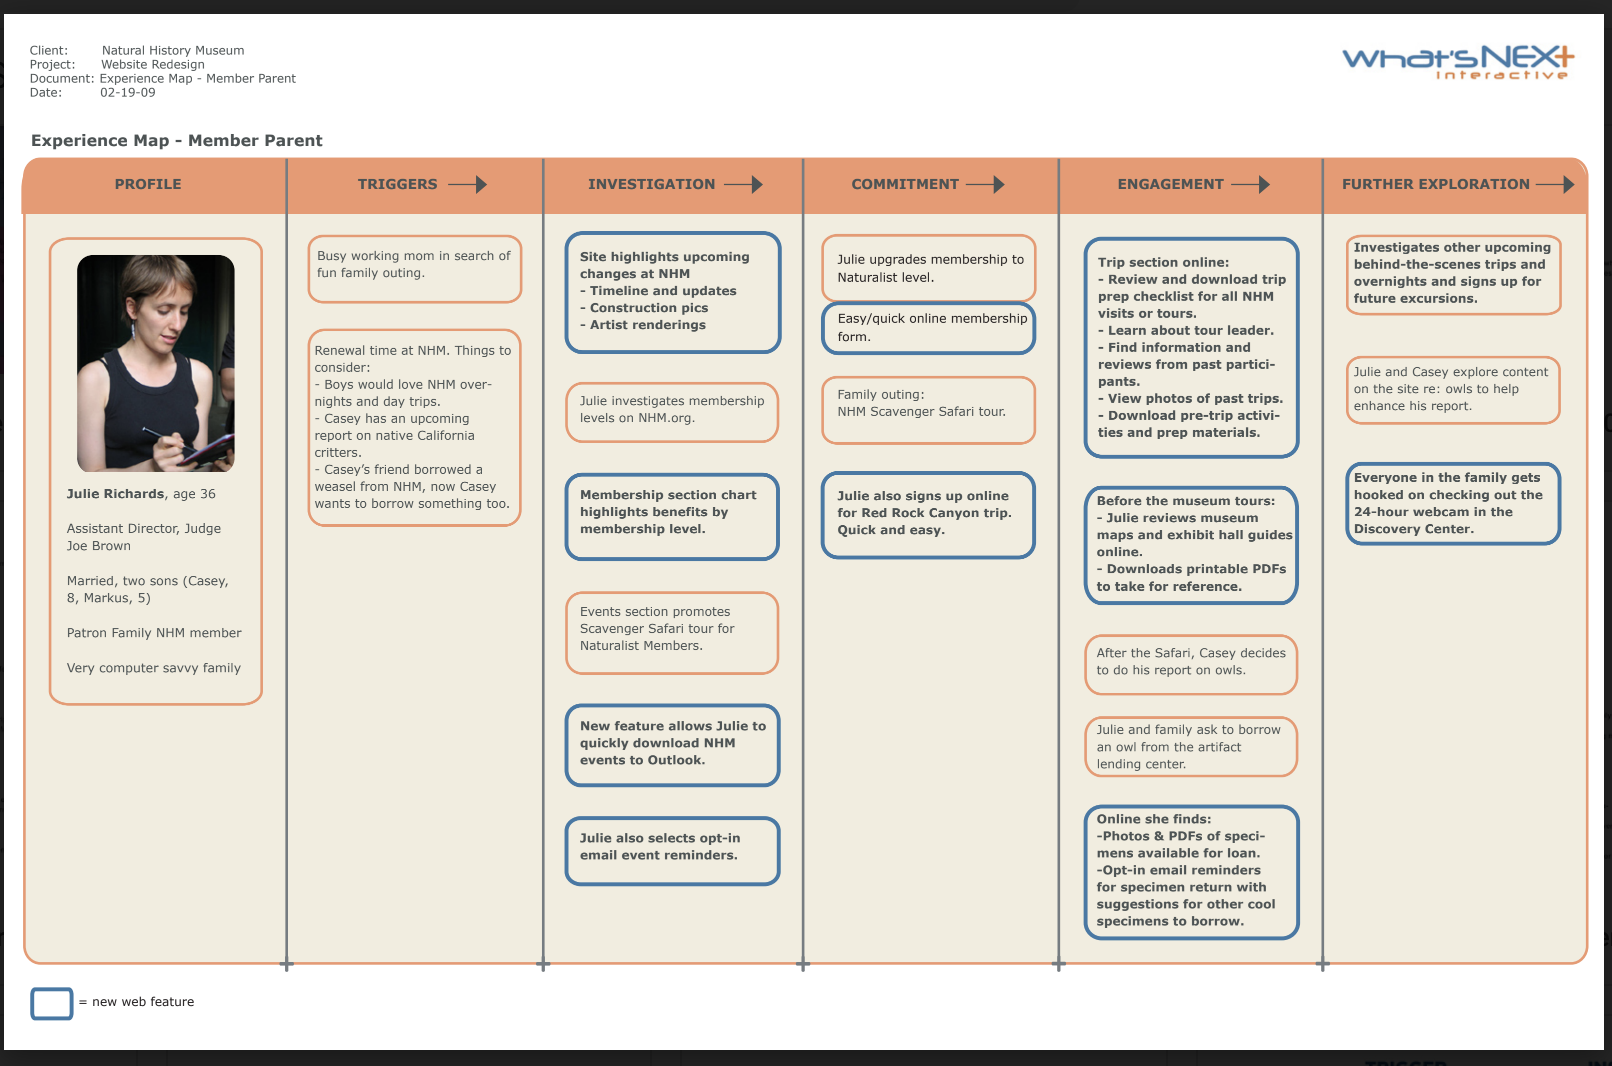 Client: Natural History Museum
Project: Website Redesign
Document: Experience Map - Member Parent
Date: 02-19-09
What'sNEXt
interactive
Experience Map - Member Parent
PROFILE
TRIGGERS
INVESTIGATION
COMMITMENT
ENGAGEMENT
FURTHER EXPLORATION
Julie Richards, age 36
Assistant Director, Judge
Joe Brown
Married, two sons (Casey,
8, Markus, 5)
Patron Family NHM member
Very computer savvy family
Busy working mom in search of
fun family outing.
Renewal time at NHM. Things to
consider:
- Boys would love NHM over-
nights and day trips.
- Casey has an upcoming
report on native California
critters.
- Casey’s friend borrowed a
weasel from NHM, now Casey
wants to borrow something too.
Site highlights upcoming
changes at NHM
- Timeline and updates
- Construction pics
- Artist renderings
Julie investigates membership
levels on NHM.org.
Membership section chart
highlights benefits by
membership level.
Events section promotes
Scavenger Safari tour for
Naturalist Members.
New feature allows Julie to
quickly download NHM
events to Outlook.
Julie also selects opt-in
email event reminders.
Julie upgrades membership to
Naturalist level.
Easy/quick online membership
form.
Family outing:
NHM Scavenger Safari tour.
Julie also signs up online
for Red Rock Canyon trip.
Quick and easy.
Trip section online:
- Review and download trip
prep checklist for all NHM
visits or tours.
- Learn about tour leader.
- Find information and
reviews from past partici-
pants.
- View photos of past trips.
- Download pre-trip activi-
ties and prep materials.
Before the museum tours:
- Julie reviews museum
maps and exhibit hall guides
online.
- Downloads printable PDFs
to take for reference.
After the Safari, Casey decides
to do his report on owls.
Julie and family ask to borrow
an owl from the artifact
lending center.
Online she finds:
-Photos & PDFs of speci-
mens available for loan.
-Opt-in email reminders
for specimen return with
suggestions for other cool
specimens to borrow.
Investigates other upcoming
behind-the-scenes trips and
overnights and signs up for
future excursions.
Julie and Casey explore content
on the site re: owls to help
enhance his report.
Everyone in the family gets
hooked on checking out the
24-hour webcam in the
Discovery Center.
= new web feature